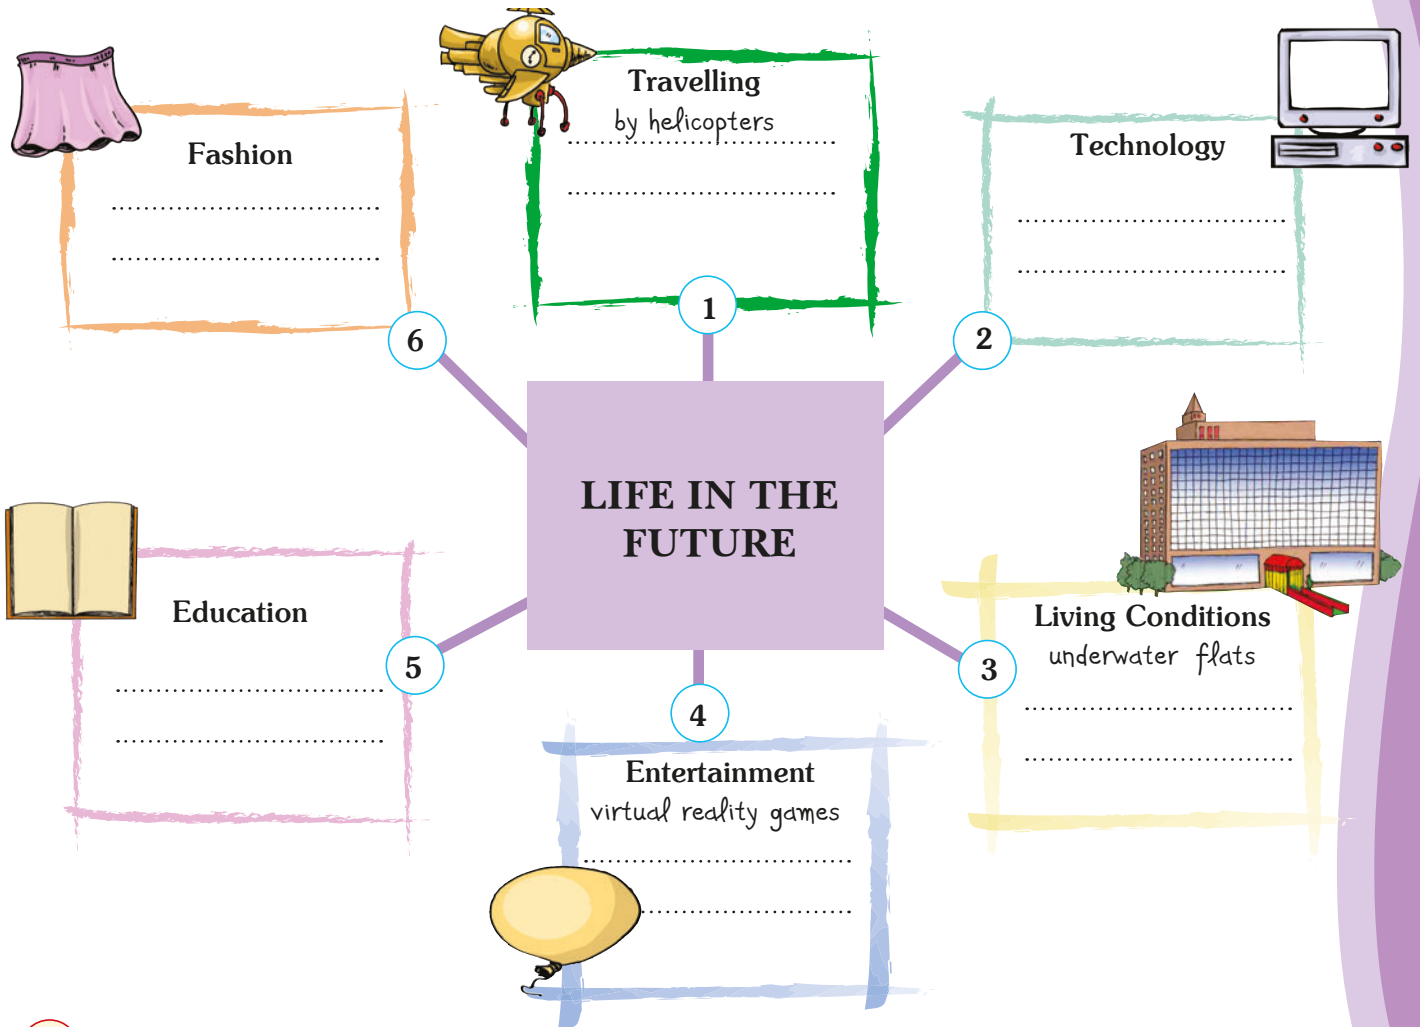 LIFE IN THE
FUTURE
1
Travelling
by helicopters
2
Technology
3
Living Conditions
underwater flats
4
Entertainment
virtual reality games
5
Education
6
Fashion